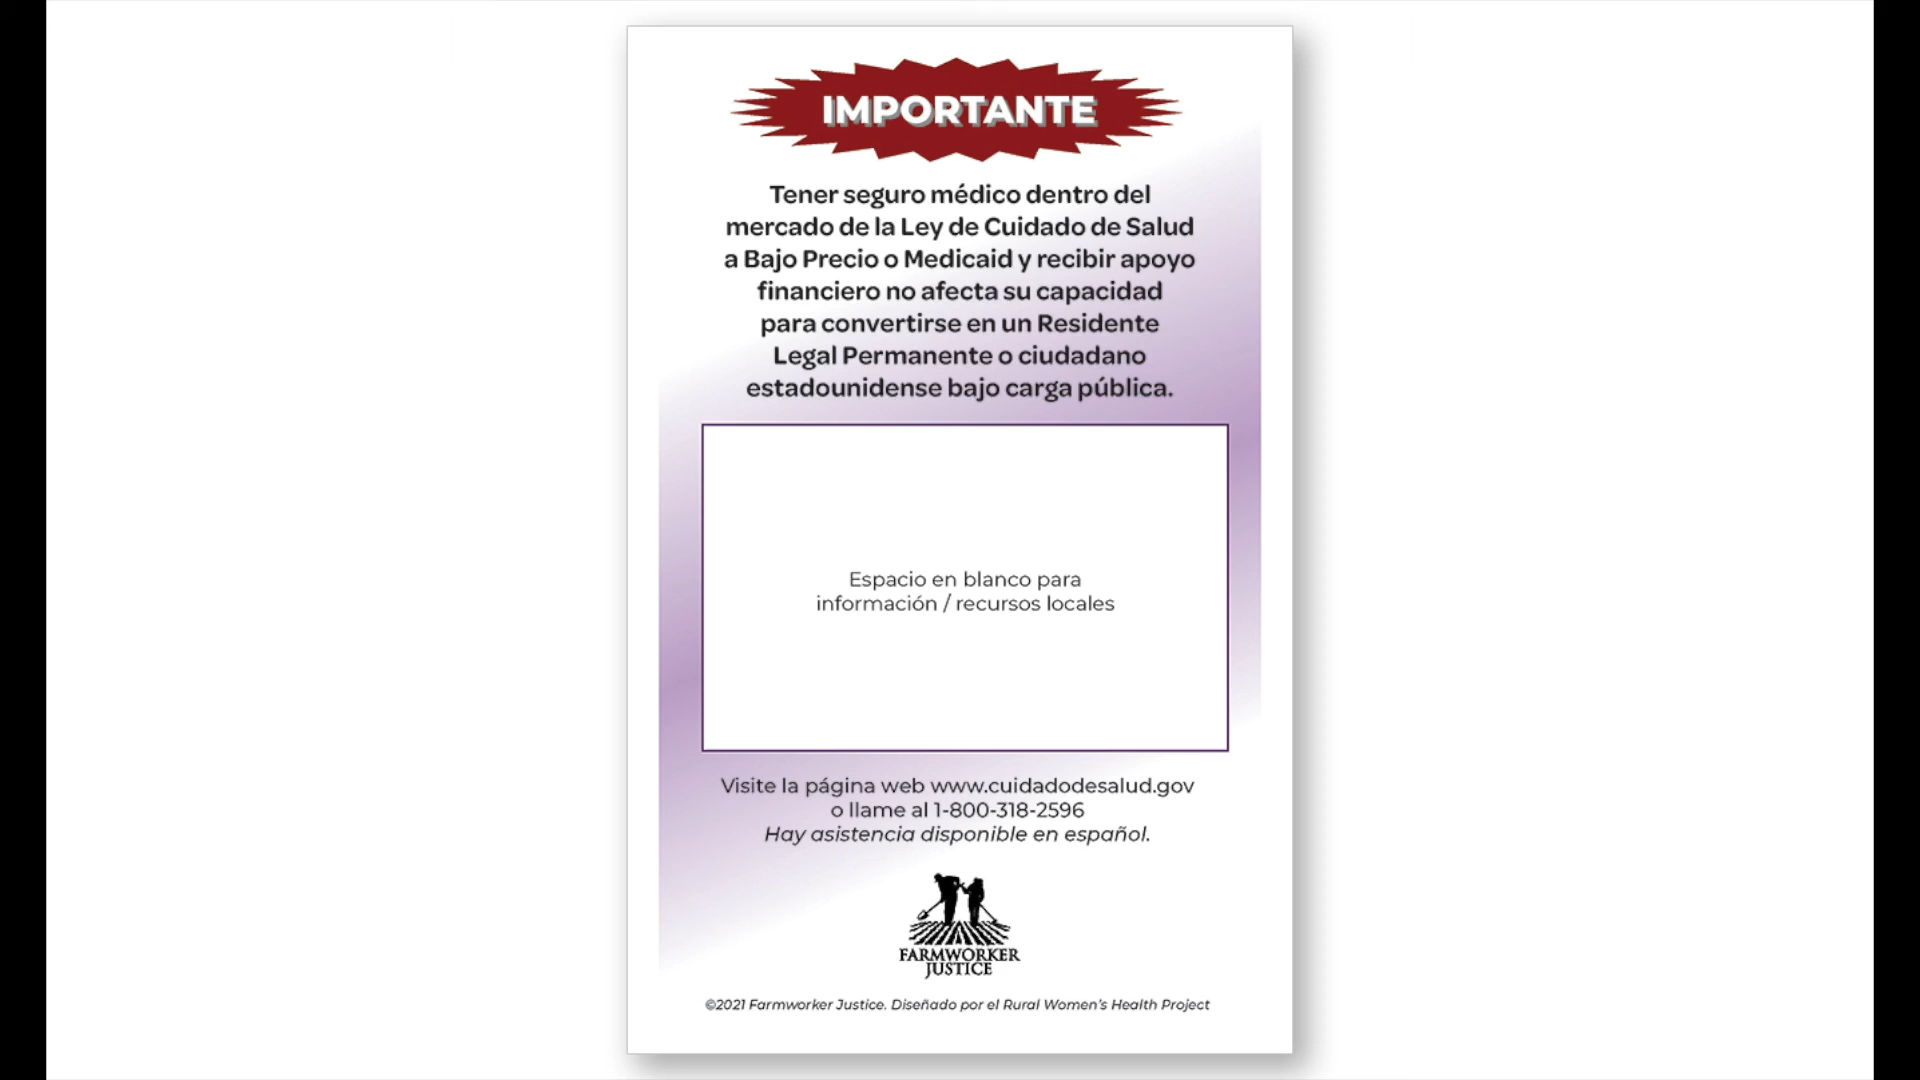 IMPORTANTE
Tener seguro médico dentro del
mercado de la Ley de Cuidado de Salud
a Bajo Precio o Medicaid y recibir apoyo
financiero no afecta su capacidad
para convertirse en un Residente
Legal Permanente o ciudadano
estadounidense bajo carga pública.
Espacio en blanco para
información / recursos locales
Visite la página web www.cuidadodesalud.gov
o llame al 1-800-318-2596
Hay asistencia disponible en español.
FARMWORKER
JUSTICE
©2021 Farmworker Justice. Diseñado por el Rural Women's Health Project